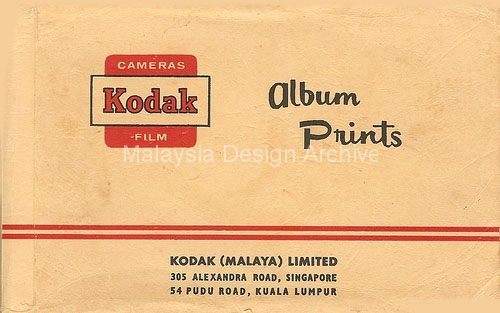 CAMERAS
Kodak
-FILM
Album
Prints
Malaysia Design Archive
KODAK (MALAYA) LIMITED
305 ALEXANDRA ROAD, SINGAPORE
54 PUDU ROAD, KUALA LUMPUR